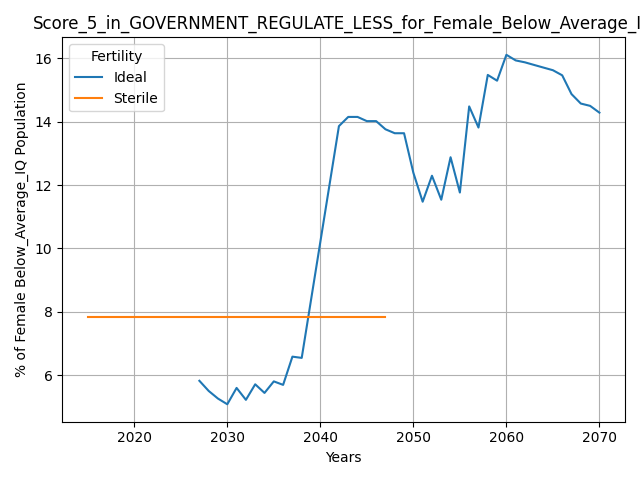 Score_5_in_GOVERNMENT_REGULATE_LESS_for_Female_Below_Average_I
Fertility
Ideal
Sterile
% of Female Below_Average_IQ Population
16
14
12
10
8
6
2020 2030 2040 2050 2060 2070
Years